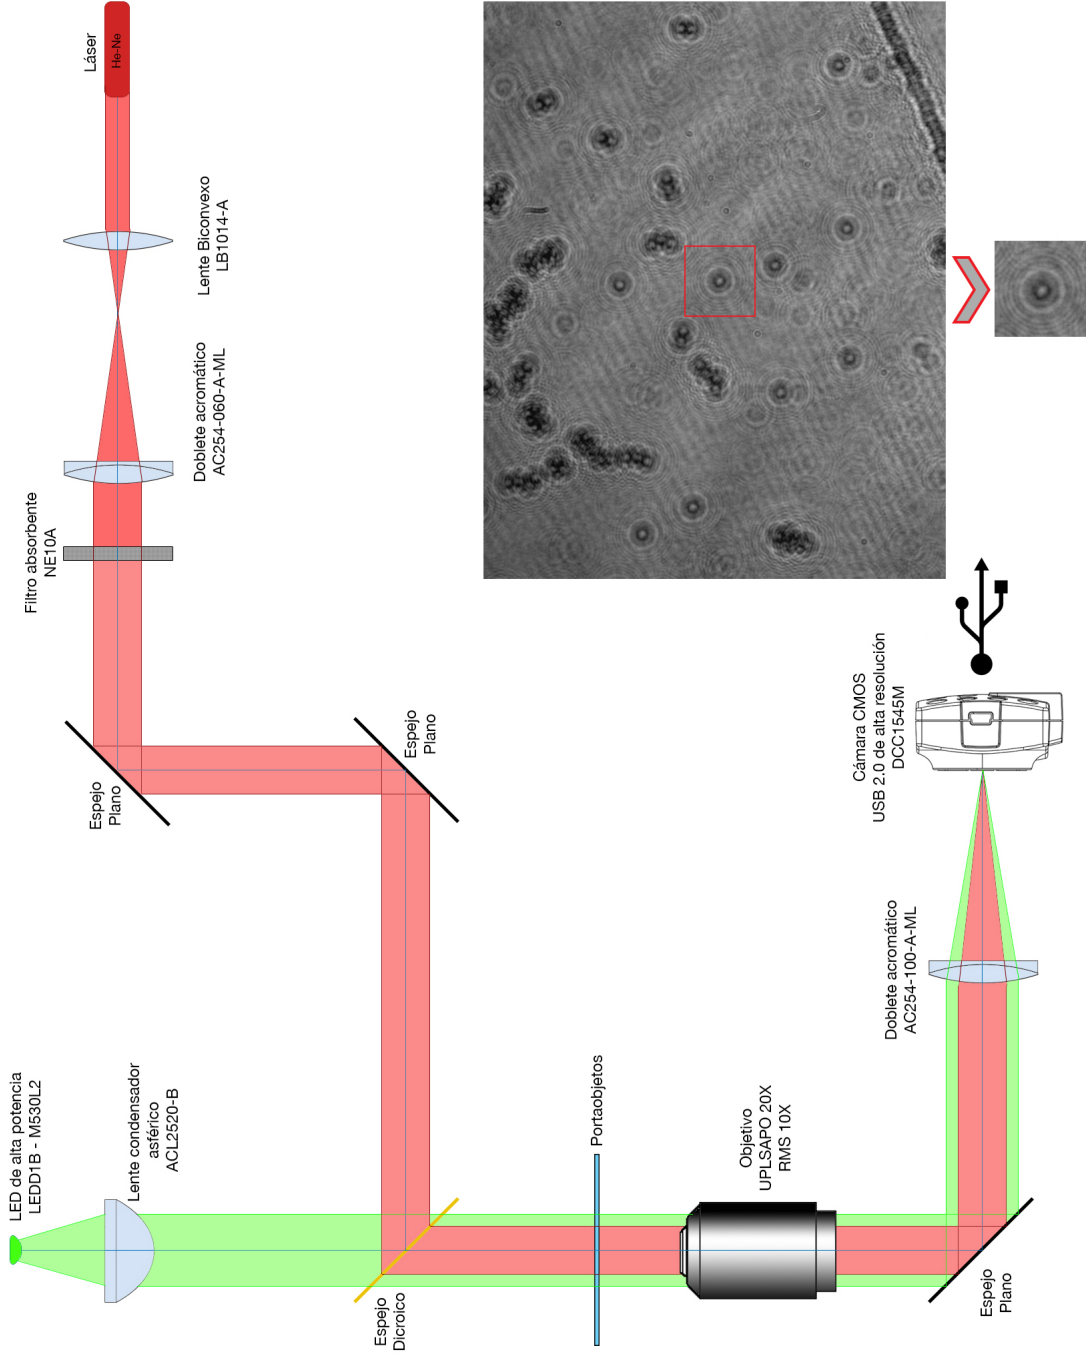 Láser
He-Ne
Lente Biconvexo
LB1014-A
Doblete acromático
AC254-060-A-ML
Filtro absorbente
NE10A
Espejo
Plano
Espejo
Plano
LED de alta potencia
LEDD1B - M530L2
Lente condensador
asférico
ACL2520-B
Espejo
Dicroico
Portaobjetos
Objetivo
UPLSAPO 20X
RMS 10X
Espejo
Plano
Doblete acromático
AC254-100-A-ML
Cámara CMOS
USB 2.0 de alta resolución
DCC1545M